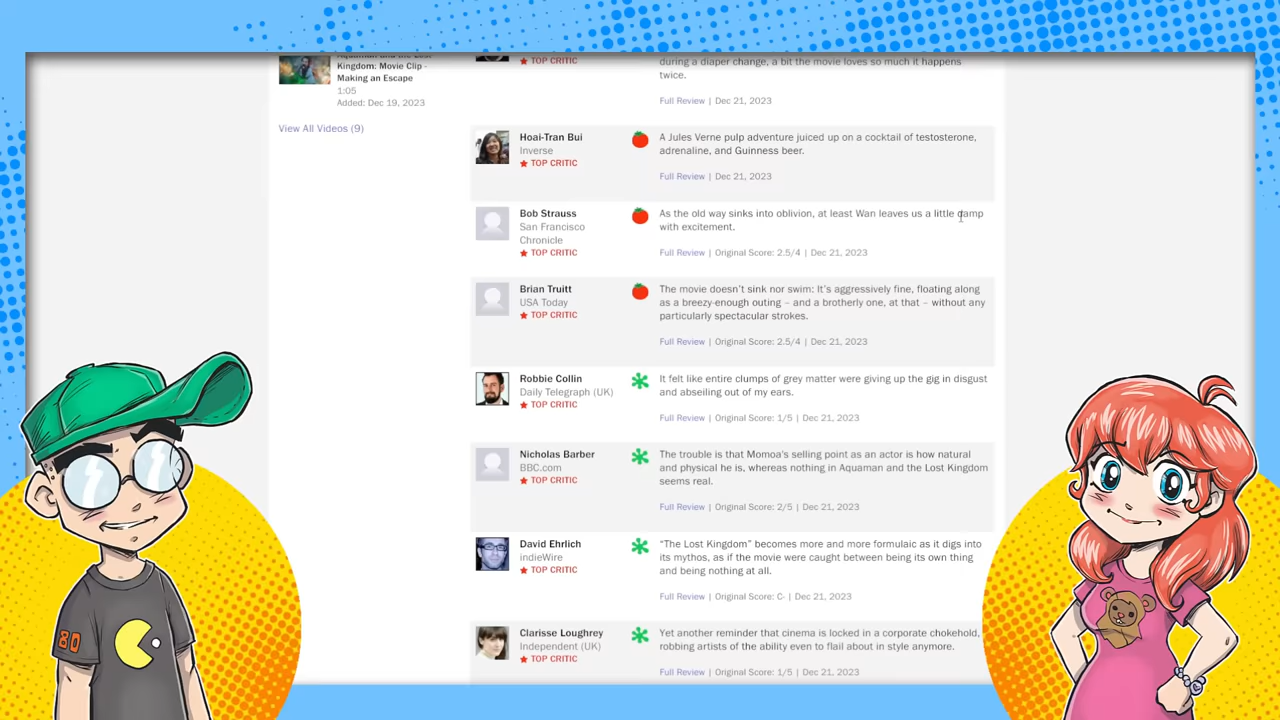 Aquaman and the Lost
Kingdom: Movie Clip -
Making an Escape
1:05
Added: Dec 19, 2023
View All Videos (9)
★ TOP CRITIC
during a diaper change, a bit the movie loves so much it happens
twice.
Full Review | Dec 21, 2023
Hoai-Tran Bui
Inverse
★ TOP CRITIC
A Jules Verne pulp adventure juiced up on a cocktail of testosterone,
adrenaline, and Guinness beer.
Full Review | Dec 21, 2023
Bob Strauss
San Francisco
Chronicle
★ TOP CRITIC
As the old way sinks into oblivion, at least Wan leaves us a little damp
with excitement.
Full Review | Original Score: 2.5/4 | Dec 21, 2023
Brian Truitt
USA Today
★ TOP CRITIC
The movie doesn't sink nor swim: It's aggressively fine, floating along
as a breezy-enough outing – and a brotherly one, at that – without any
particularly spectacular strokes.
Full Review | Original Score: 2.5/4 | Dec 21, 2023
Robbie Collin
Daily Telegraph (UK)
★ TOP CRITIC
It felt like entire clumps of grey matter were giving up the gig in disgust
and abseiling out of my ears.
Full Review | Original Score: 1/5 | Dec 21, 2023
Nicholas Barber
BBC.com
★ TOP CRITIC
The trouble is that Momoa's selling point as an actor is how natural
and physical he is, whereas nothing in Aquaman and the Lost Kingdom
seems real.
Full Review | Original Score: 2/5 | Dec 21, 2023
David Ehrlich
indieWire
★ TOP CRITIC
“The Lost Kingdom” becomes more and more formulaic as it digs into
its mythos, as if the movie were caught between being its own thing
and being nothing at all.
Full Review | Original Score: C- | Dec 21, 2023
Clarisse Loughrey
Independent (UK)
★ TOP CRITIC
Yet another reminder that cinema is locked in a corporate chokehold,
robbing artists of the ability even to flail about in style anymore.
Full Review | Original Score: 1/5 | Dec 21, 2023
80